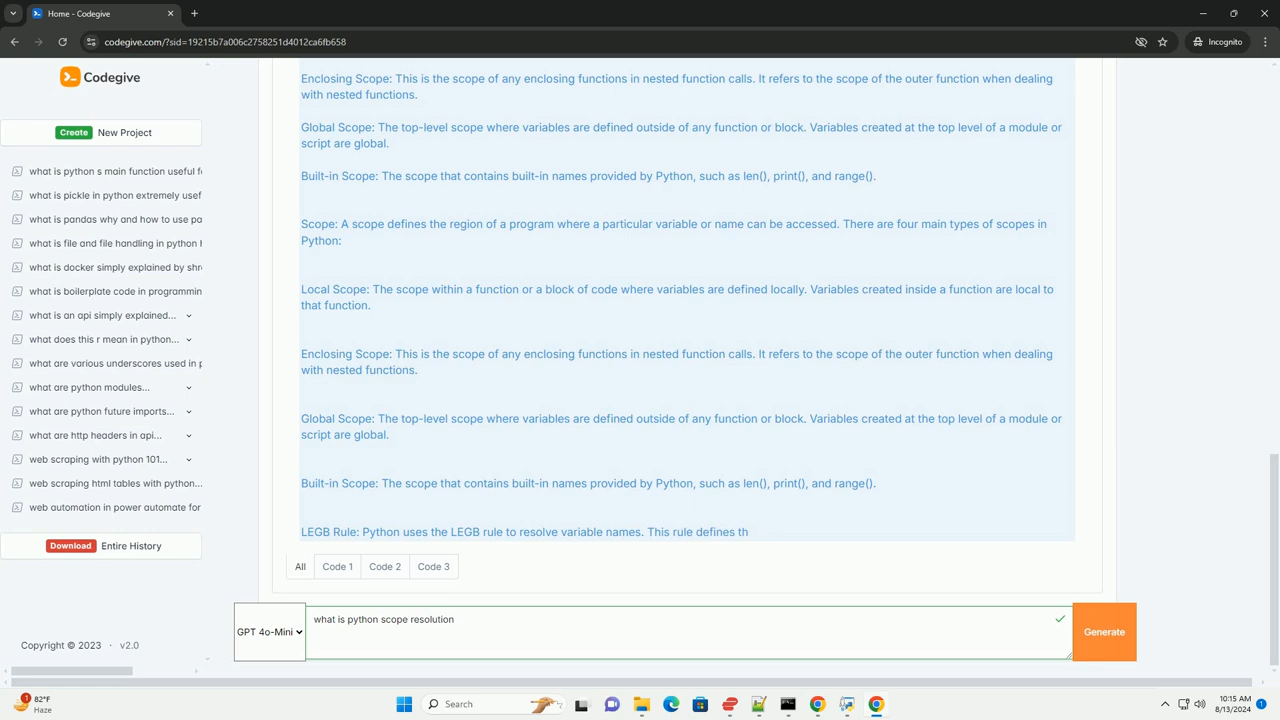 Home - Codegive
codegive.com/?sid=19215b7a006c2758251d4012ca6fb658
Incognito
Codegive
Create New Project
what is python s main function useful f
what is pickle in python extremely usef
what is pandas why and how to use pa
what is file and file handling in python h
what is docker simply explained by shr
what is boilerplate code in programmin
what is an api simply explained...
what does this r mean in python...
what are various underscores used in p
what are python modules...
what are python future imports...
what are http headers in api...
web scraping with python 101...
web scraping html tables with python...
web automation in power automate for
Download Entire History
Copyright © 2023 · v2.0
Enclosing Scope: This is the scope of any enclosing functions in nested function calls. It refers to the scope of the outer function when dealing
with nested functions.
Global Scope: The top-level scope where variables are defined outside of any function or block. Variables created at the top level of a module or
script are global.
Built-in Scope: The scope that contains built-in names provided by Python, such as len(), print(), and range().
Scope: A scope defines the region of a program where a particular variable or name can be accessed. There are four main types of scopes in
Python:
Local Scope: The scope within a function or a block of code where variables are defined locally. Variables created inside a function are local to
that function.
Enclosing Scope: This is the scope of any enclosing functions in nested function calls. It refers to the scope of the outer function when dealing
with nested functions.
Global Scope: The top-level scope where variables are defined outside of any function or block. Variables created at the top level of a module or
script are global.
Built-in Scope: The scope that contains built-in names provided by Python, such as len(), print(), and range().
LEGB Rule: Python uses the LEGB rule to resolve variable names. This rule defines th
All Code 1 Code 2 Code 3
GPT 4o-Mini
what is python scope resolution
Generate
1
82°F
Haze
Search
10:15 AM
8/13/2024
1